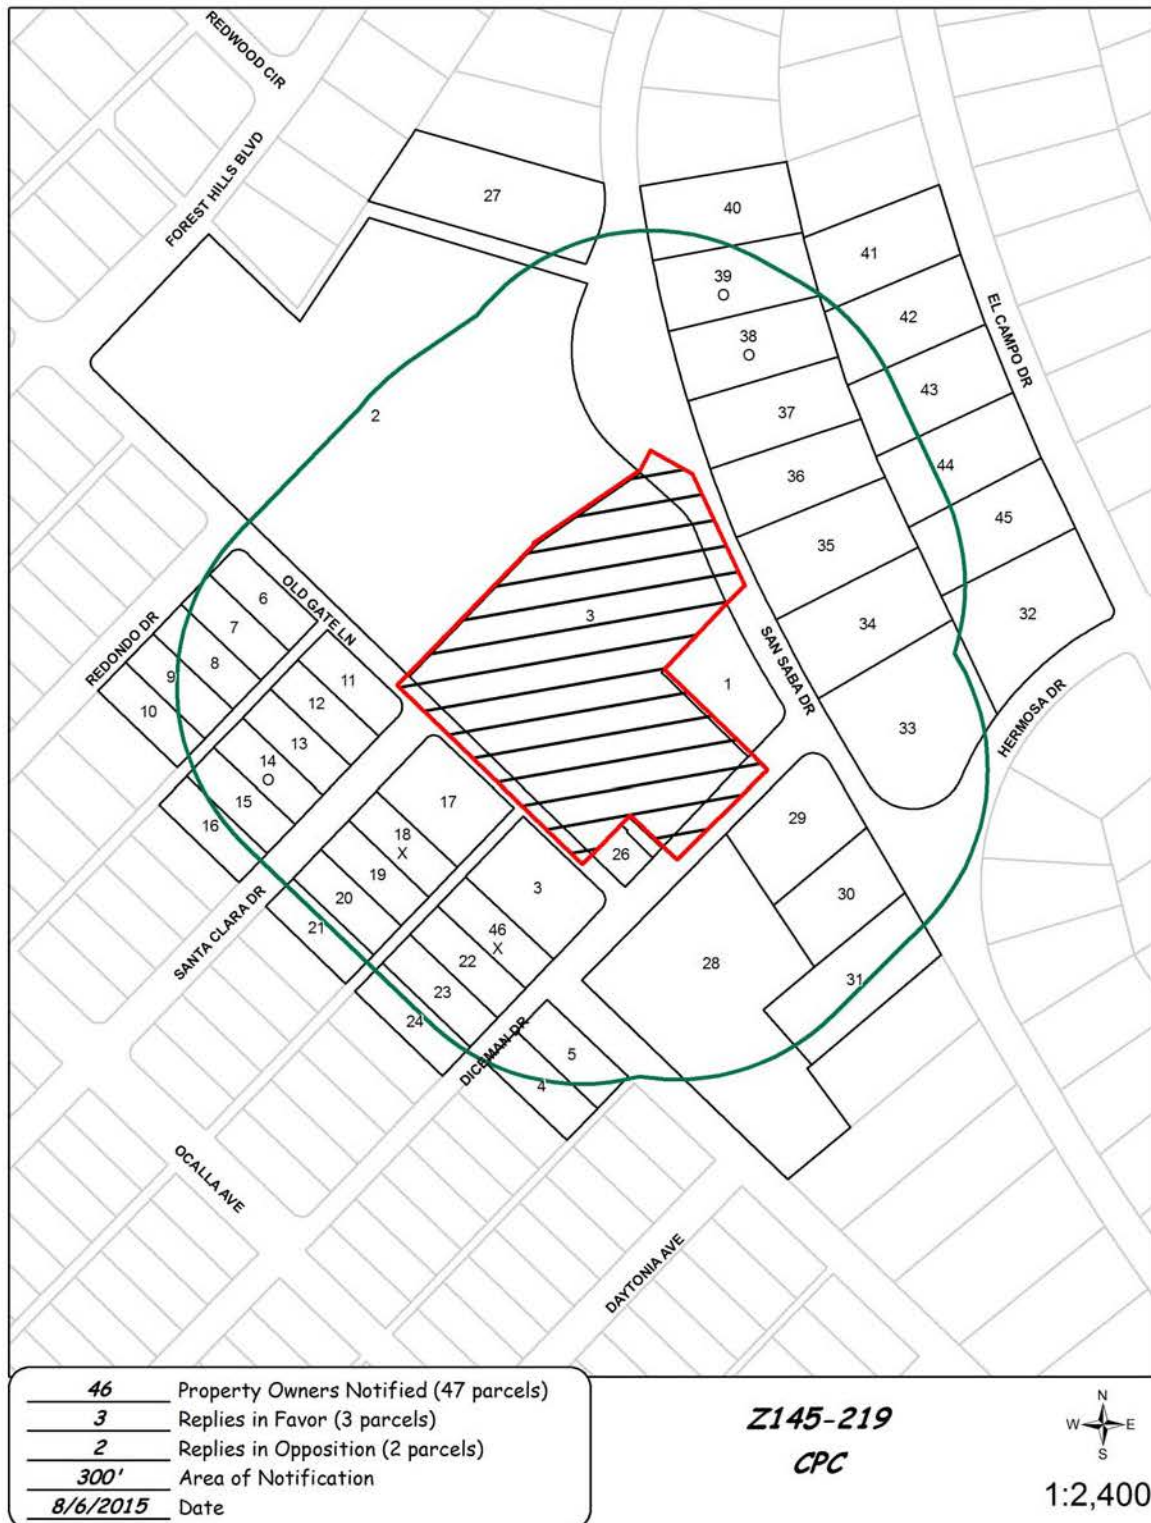 REDWOOD CIR
FOREST HILLS BLVD
27
40
39
O
38
O
41
42
EL CAMPO DR
43
37
2
36
44
45
35
3
34
32
SAN SABA DR
1
33
HERMOSA DR
OLD GATE LN
6
7
REDONDO DR
8
9
10
11
12
13
14
O
15
16
17
18
X
19
20
21
SANTA CLARA DR
3
26
29
30
46
X
22
23
24
28
31
DICEMAN DR
5
4
OCALLA AVE
DAYTONIA AVE
46 Property Owners Notified (47 parcels)
3 Replies in Favor (3 parcels)
2 Replies in Opposition (2 parcels)
300' Area of Notification
8/6/2015 Date
Z145-219
CPC
N
W E
S
1:2,400